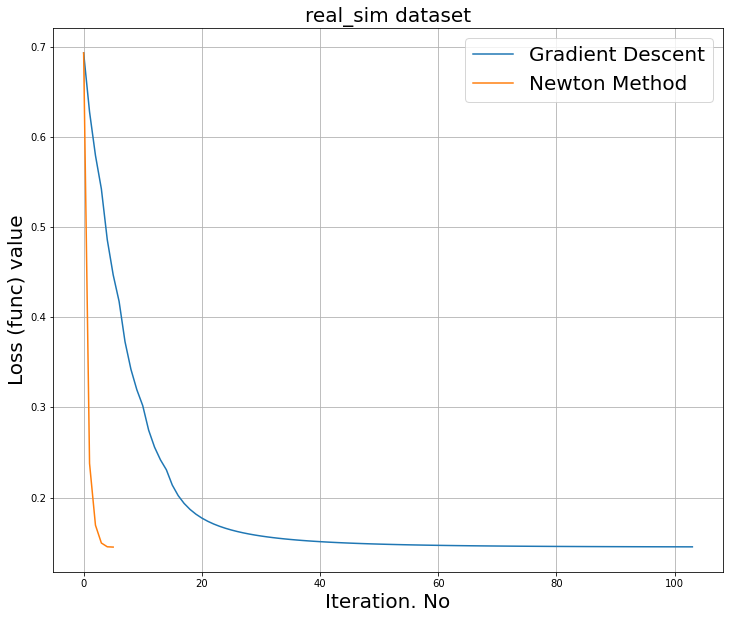 real_sim dataset
Gradient Descent
Newton Method
Loss (func) value
0.7
0.6
0.5
0.4
0.3
0.2
0
20
40
60
80
100
Iteration. No